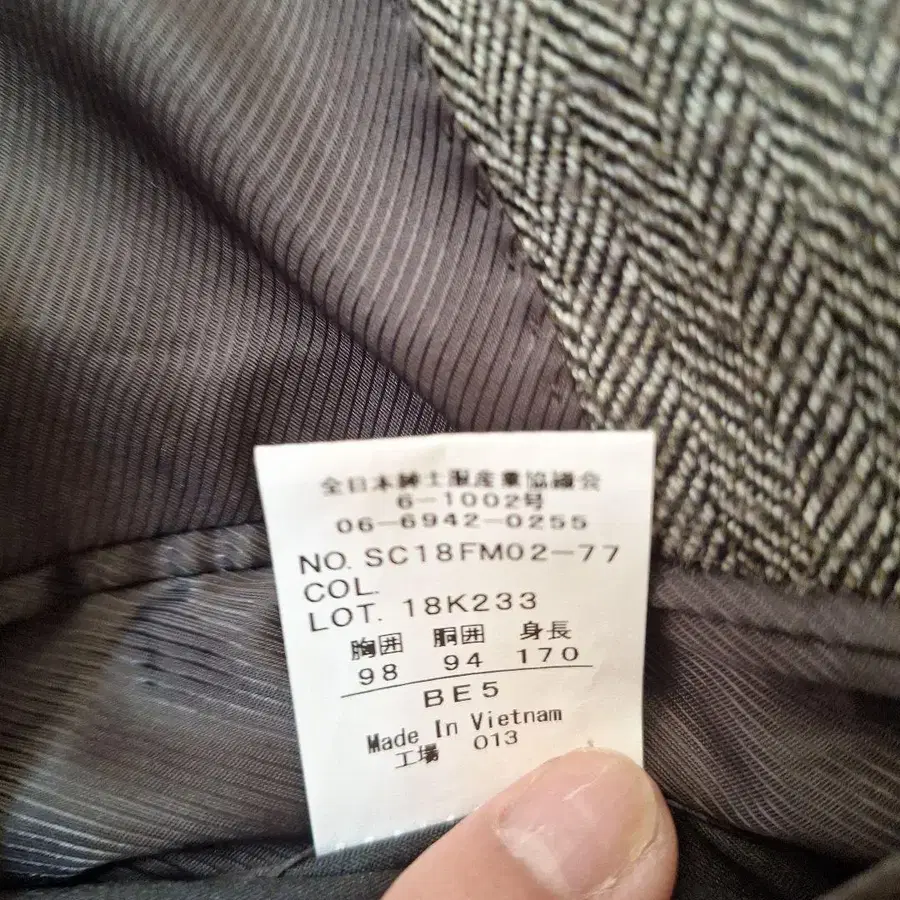 全日本紳士服産業協議会
6-1002号
06-6942-0255
NO. SC18FM02-77
COL.
LOT. 18K233
胸囲 胴囲 身長
98 94 170
BE5
Made In Vietnam
工場 013